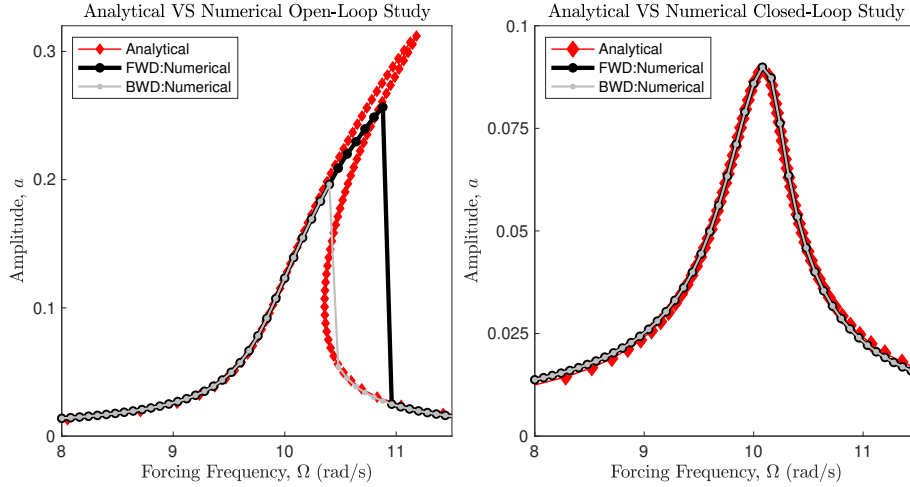 Analytical VS Numerical Open-Loop Study
Amplitude, a
0.3
0.2
0.1
0
Analytical
FWD:Numerical
BWD:Numerical
8
9
10
11
Forcing Frequency, Ω (rad/s)
Analytical VS Numerical Closed-Loop Study
Amplitude, a
0.1
0.075
0.05
0.025
0
Analytical
FWD:Numerical
BWD:Numerical
8
9
10
11
Forcing Frequency, Ω (rad/s)